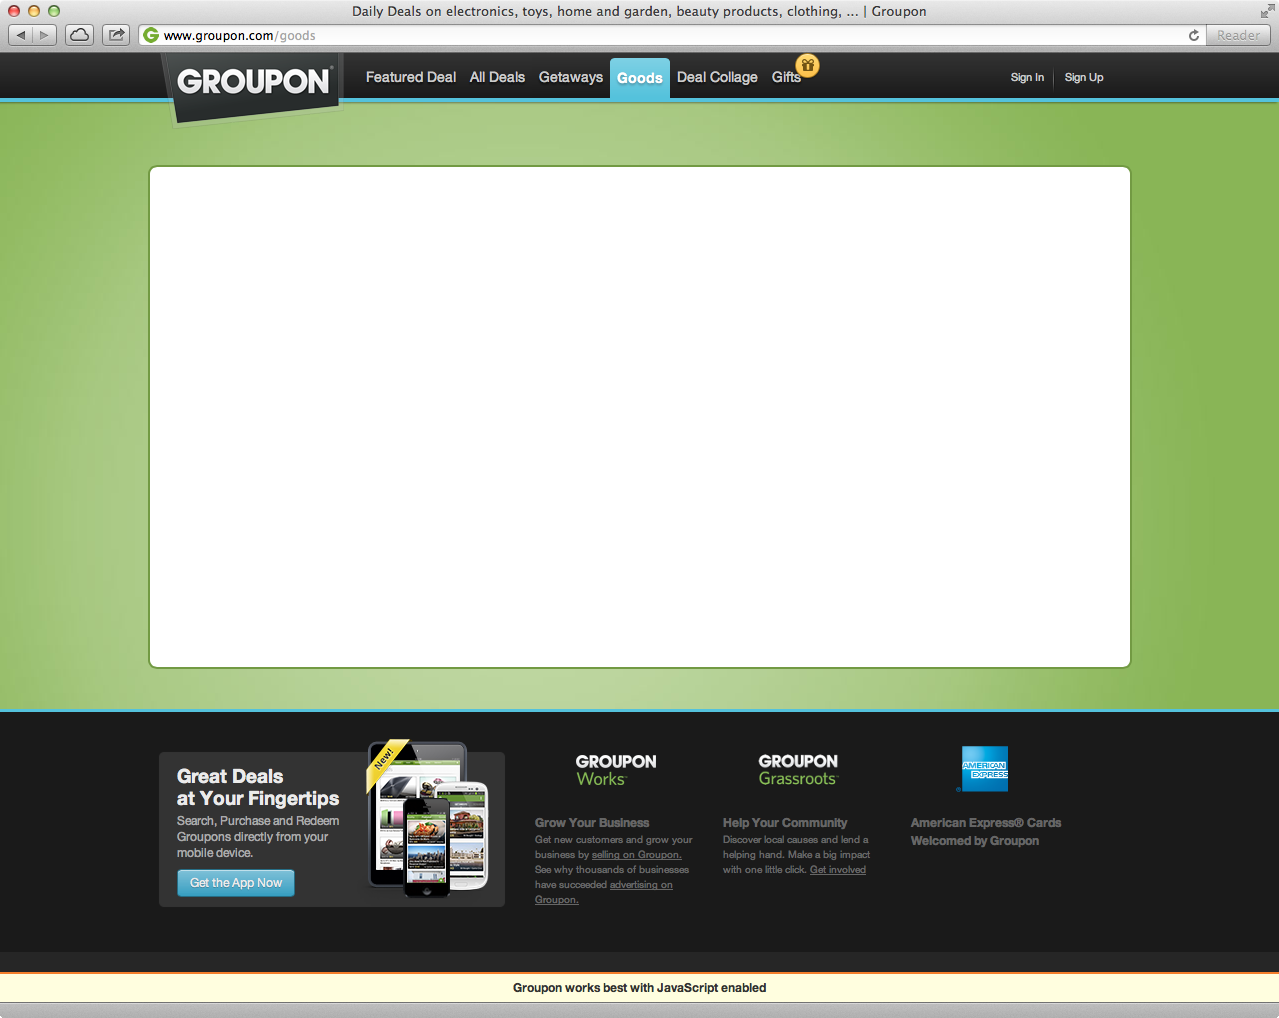 Daily Deals on electronics, toys, home and garden, beauty products, clothing, ... | Groupon
www.groupon.com/goods
Reader
GROUPON®
Featured Deal
All Deals
Getaways
Goods
Deal Collage
Gifts
Sign In
Sign Up
Great Deals
at Your Fingertips
Search, Purchase and Redeem
Groupons directly from your
mobile device.
Get the App Now
New!
GROUPON
Works™
Grow Your Business
Get new customers and grow your
business by selling on Groupon.
See why thousands of businesses
have succeeded advertising on
Groupon.
GROUPON
Grassroots™
Help Your Community
Discover local causes and lend a
helping hand. Make a big impact
with one little click. Get involved
AMERICAN
EXPRESS
®
American Express® Cards
Welcomed by Groupon
Groupon works best with JavaScript enabled